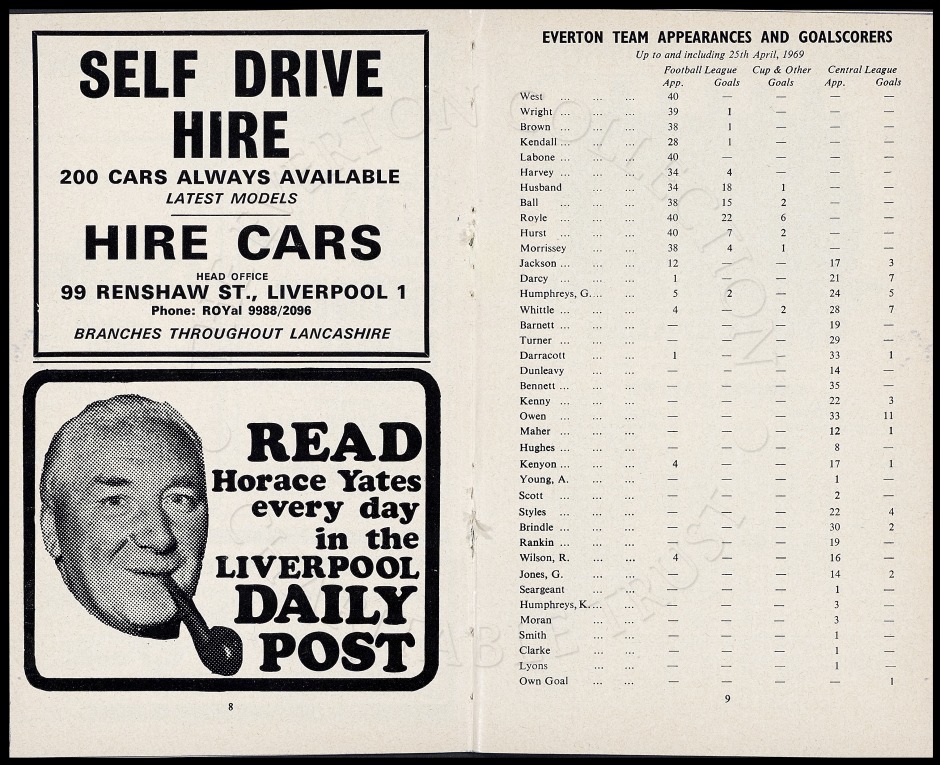 SELF DRIVE
HIRE
200 CARS ALWAYS AVAILABLE
LATEST MODELS
HIRE CARS
HEAD OFFICE
99 RENSHAW ST., LIVERPOOL 1
Phone: ROYal 9988/2096
BRANCHES THROUGHOUT LANCASHIRE
READ
Horace Yates
every day
in the
LIVERPOOL
DAILY
POST
8
EVERTON TEAM APPEARANCES AND GOALSCORERS
Up to and including 25th April, 1969
Football League Cup & Other Central League
App. Goals Goals App. Goals
West ... ... ... 40 — — — —
Wright ... ... ... 39 1 — — —
Brown ... ... ... 38 1 — — —
Kendall ... ... ... 28 1 — — —
Labone ... ... ... 40 — — — —
Harvey ... ... ... 34 4 — — —
Husband ... ... 34 18 1 — —
Ball ... ... ... 38 15 2 — —
Royle ... ... ... 40 22 6 — —
Hurst ... ... ... 40 7 2 — —
Morrissey ... ... 38 4 1 — —
Jackson ... ... ... 12 — — 17 3
Darcy ... ... ... 1 — — 21 7
Humphreys, G. ... ... 5 2 — 24 5
Whittle ... ... ... 4 — 2 28 7
Barnett ... ... ... — — — 19 —
Turner ... ... ... — — — 29 —
Darracott ... ... 1 — — 33 1
Dunleavy ... ... — — — 14 —
Bennett ... ... ... — — — 35 —
Kenny ... ... ... — — — 22 3
Owen ... ... ... — — — 33 11
Maher ... ... ... — — — 12 1
Hughes ... ... ... — — — 8 —
Kenyon ... ... ... 4 — — 17 1
Young, A. ... ... — — — 1 —
Scott ... ... ... — — — 2 —
Styles ... ... ... — — — 22 4
Brindle ... ... ... — — — 30 2
Rankin ... ... ... — — — 19 —
Wilson, R. ... ... 4 — — 16 —
Jones, G. ... ... — — — 14 2
Seargeant ... ... — — — 1 —
Humphreys, K. ... ... — — — 3 —
Moran ... ... — — — 3 —
Smith ... ... — — — 1 —
Clarke ... ... — — — 1 —
Lyons ... ... — — — 1 —
Own Goal ... ... — — — — 1
9
EVERTON COLLECTION CHARITABLE TRUST